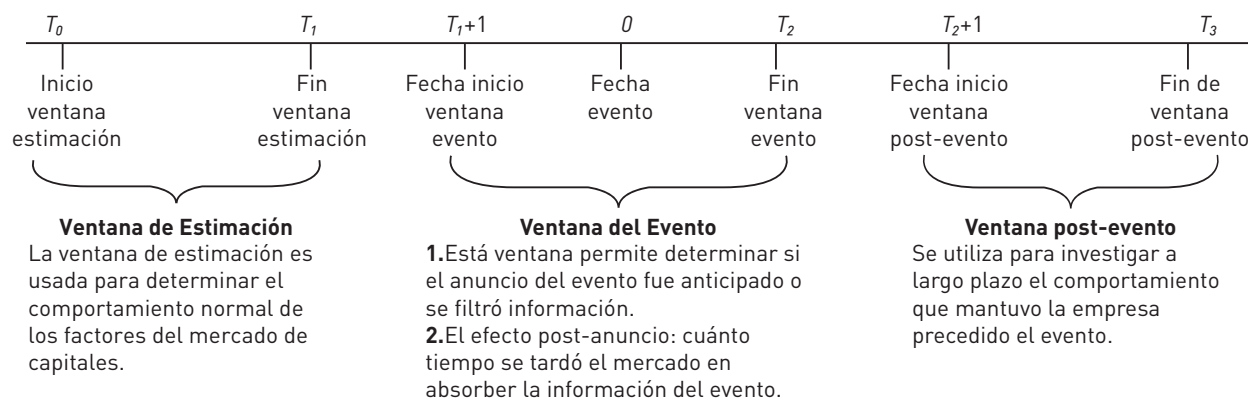 T₀ T₁ T₁+1 0 T₂ T₂+1 T₃
Inicio
ventana
estimación
Fin
ventana
estimación
Fecha inicio
ventana
evento
Fecha
evento
Fin
ventana
evento
Fecha inicio
ventana
post-evento
Fin de
ventana
post-evento
Ventana de Estimación
La ventana de estimación es
usada para determinar el
comportamiento normal de
los factores del mercado de
capitales.
Ventana del Evento
1.Está ventana permite determinar si
el anuncio del evento fue anticipado o
se filtró información.
2.El efecto post-anuncio: cuánto
tiempo se tardó el mercado en
absorber la información del evento.
Ventana post-evento
Se utiliza para investigar a
largo plazo el comportamiento
que mantuvo la empresa
precedido el evento.